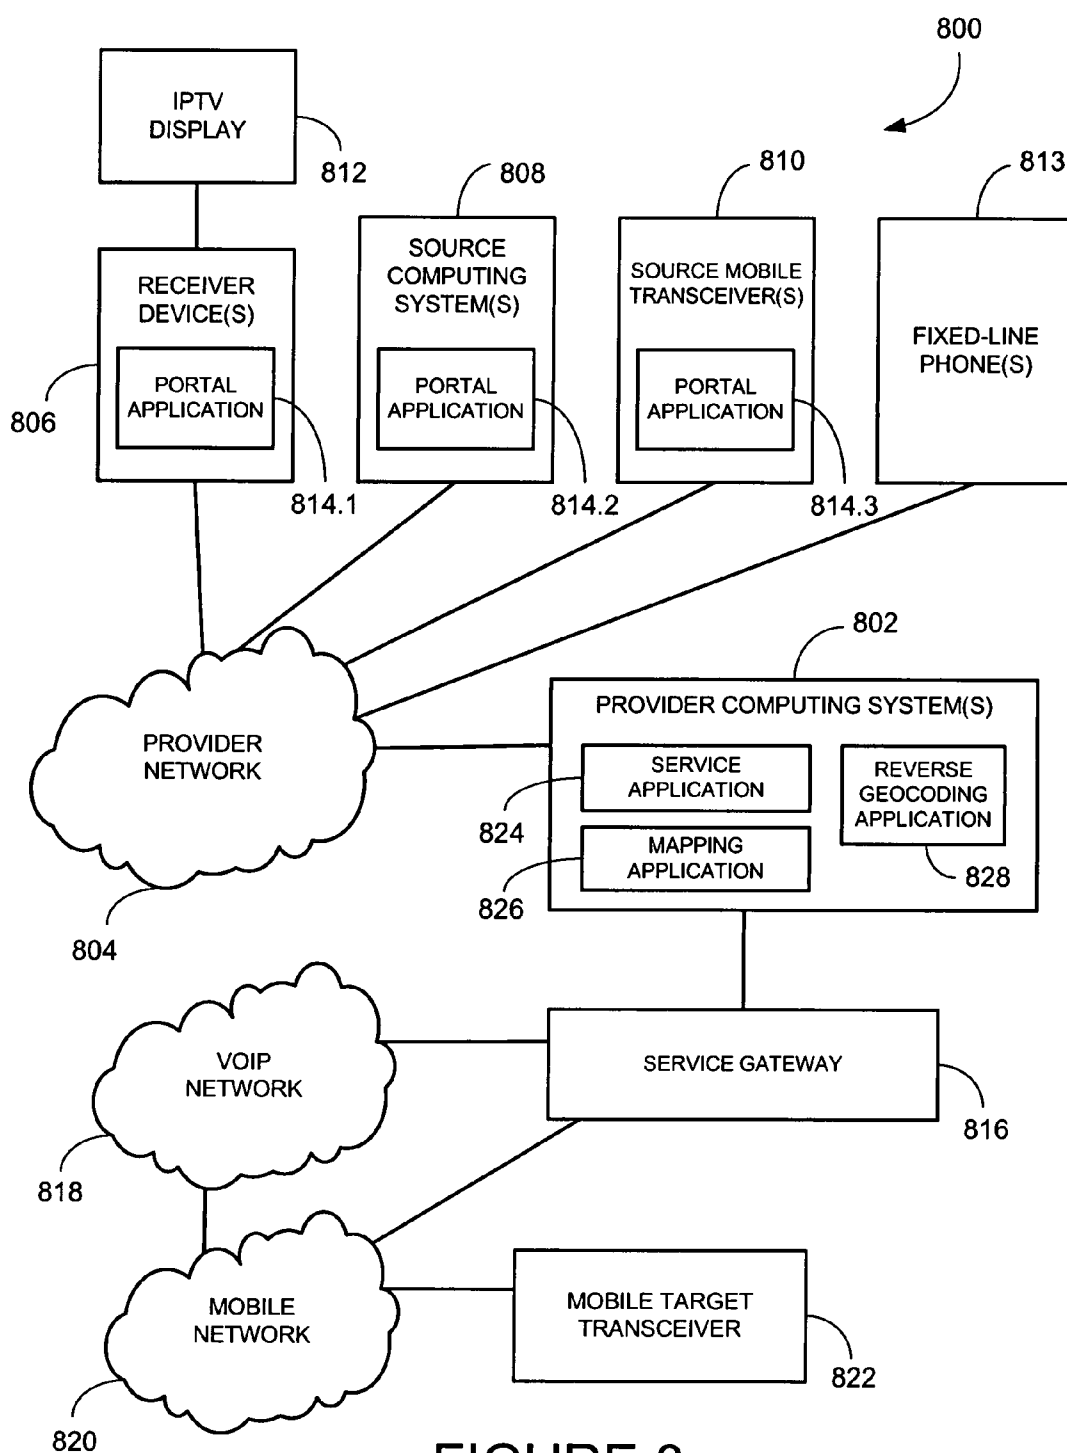 800
IPTV
DISPLAY
812
808
810
813
RECEIVER
DEVICE(S)
PORTAL
APPLICATION
806
814.1
SOURCE
COMPUTING
SYSTEM(S)
PORTAL
APPLICATION
814.2
SOURCE MOBILE
TRANSCEIVER(S)
PORTAL
APPLICATION
814.3
FIXED-LINE
PHONE(S)
802
PROVIDER
NETWORK
804
PROVIDER COMPUTING SYSTEM(S)
SERVICE
APPLICATION
824
MAPPING
APPLICATION
826
REVERSE
GEOCODING
APPLICATION
828
VOIP
NETWORK
818
SERVICE GATEWAY
816
MOBILE
NETWORK
820
MOBILE TARGET
TRANSCEIVER
822
FIGURE